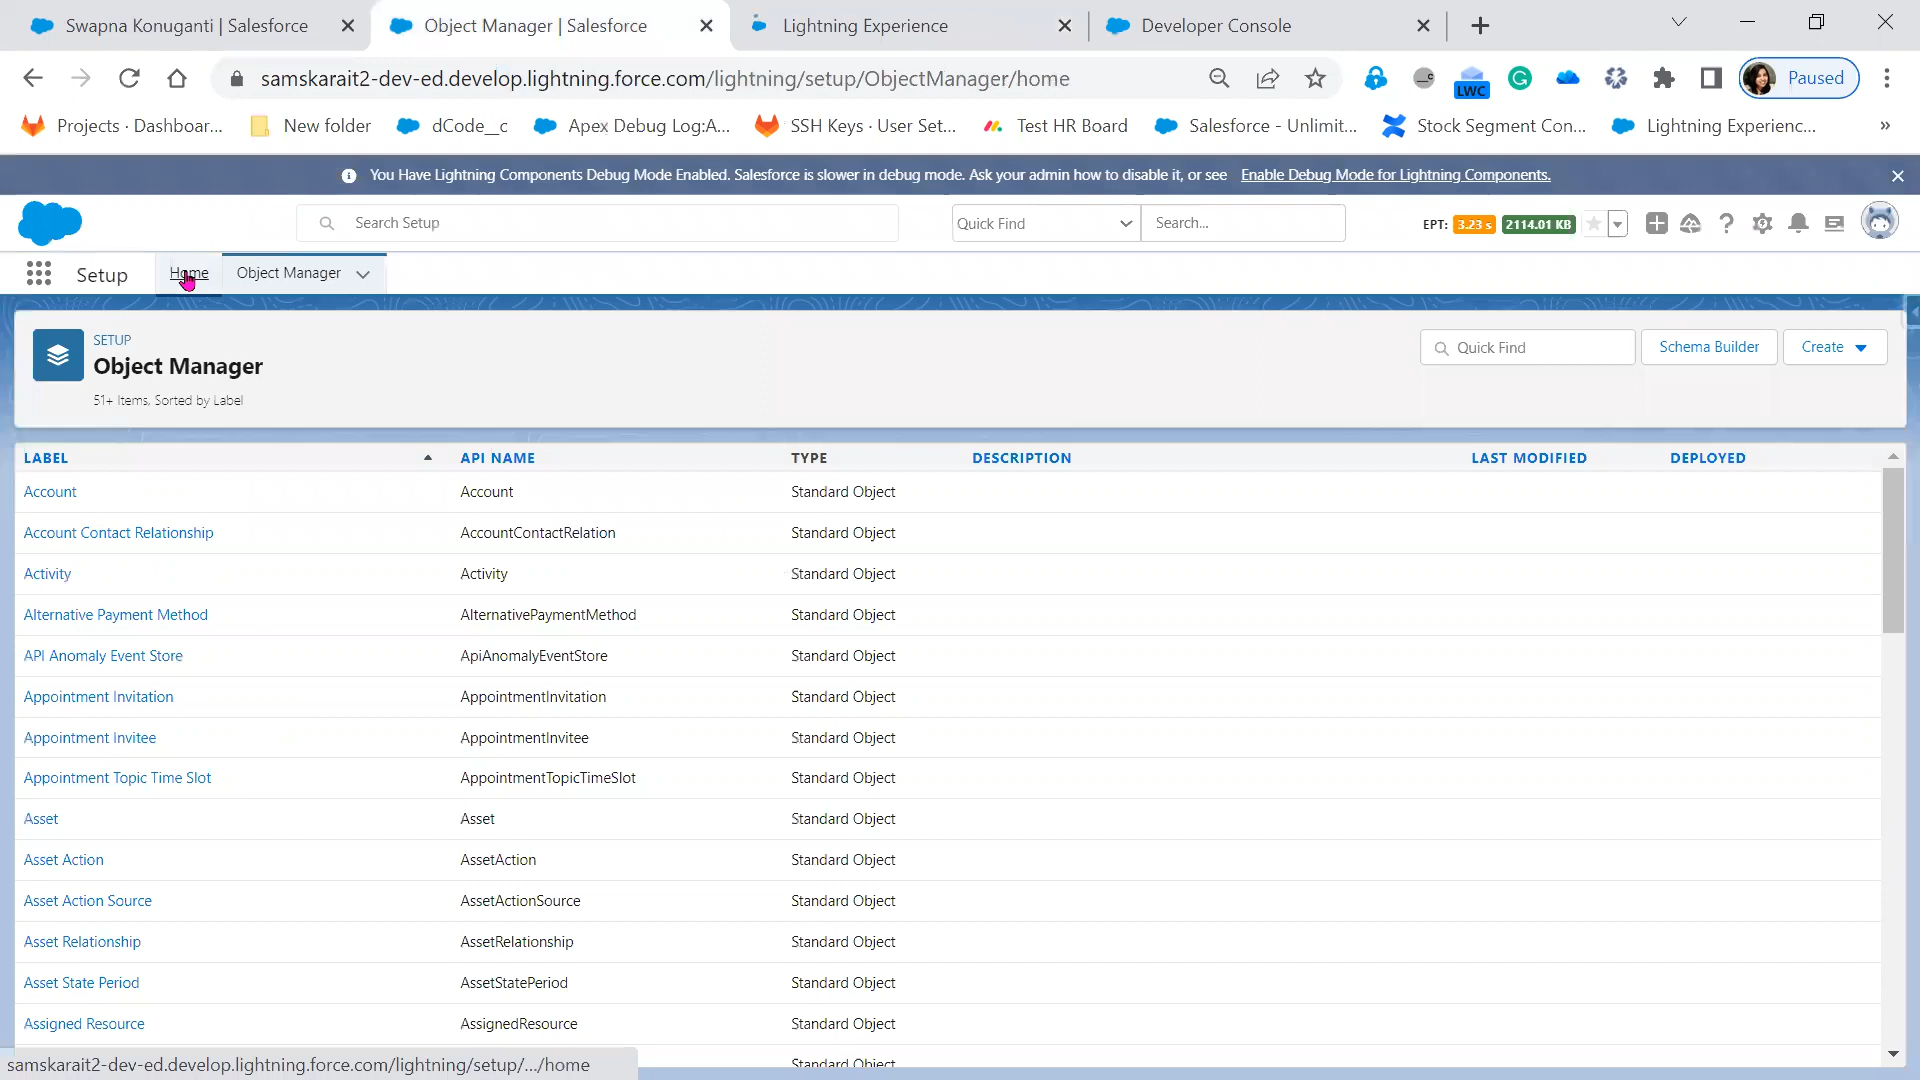 Swapna Konuganti | Salesforce
Object Manager | Salesforce
Lightning Experience
Developer Console
samskarait2-dev-ed.develop.lightning.force.com/lightning/setup/ObjectManager/home
LWC
Paused
Projects · Dashboar...
New folder
dCode__c
Apex Debug Log:A...
SSH Keys · User Set...
Test HR Board
Salesforce - Unlimit...
Stock Segment Con...
Lightning Experienc...
»
You Have Lightning Components Debug Mode Enabled. Salesforce is slower in debug mode. Ask your admin how to disable it, or see Enable Debug Mode for Lightning Components.
Search Setup
Quick Find
Search...
EPT: 3.23 s 2114.01 KB
Setup
Home
Object Manager
SETUP
Object Manager
51+ Items, Sorted by Label
Quick Find
Schema Builder
Create
LABEL API NAME TYPE DESCRIPTION LAST MODIFIED DEPLOYED
Account Account Standard Object
Account Contact Relationship AccountContactRelation Standard Object
Activity Activity Standard Object
Alternative Payment Method AlternativePaymentMethod Standard Object
API Anomaly Event Store ApiAnomalyEventStore Standard Object
Appointment Invitation AppointmentInvitation Standard Object
Appointment Invitee AppointmentInvitee Standard Object
Appointment Topic Time Slot AppointmentTopicTimeSlot Standard Object
Asset Asset Standard Object
Asset Action AssetAction Standard Object
Asset Action Source AssetActionSource Standard Object
Asset Relationship AssetRelationship Standard Object
Asset State Period AssetStatePeriod Standard Object
Assigned Resource AssignedResource Standard Object
Standard Object
samskarait2-dev-ed.develop.lightning.force.com/lightning/setup/.../home